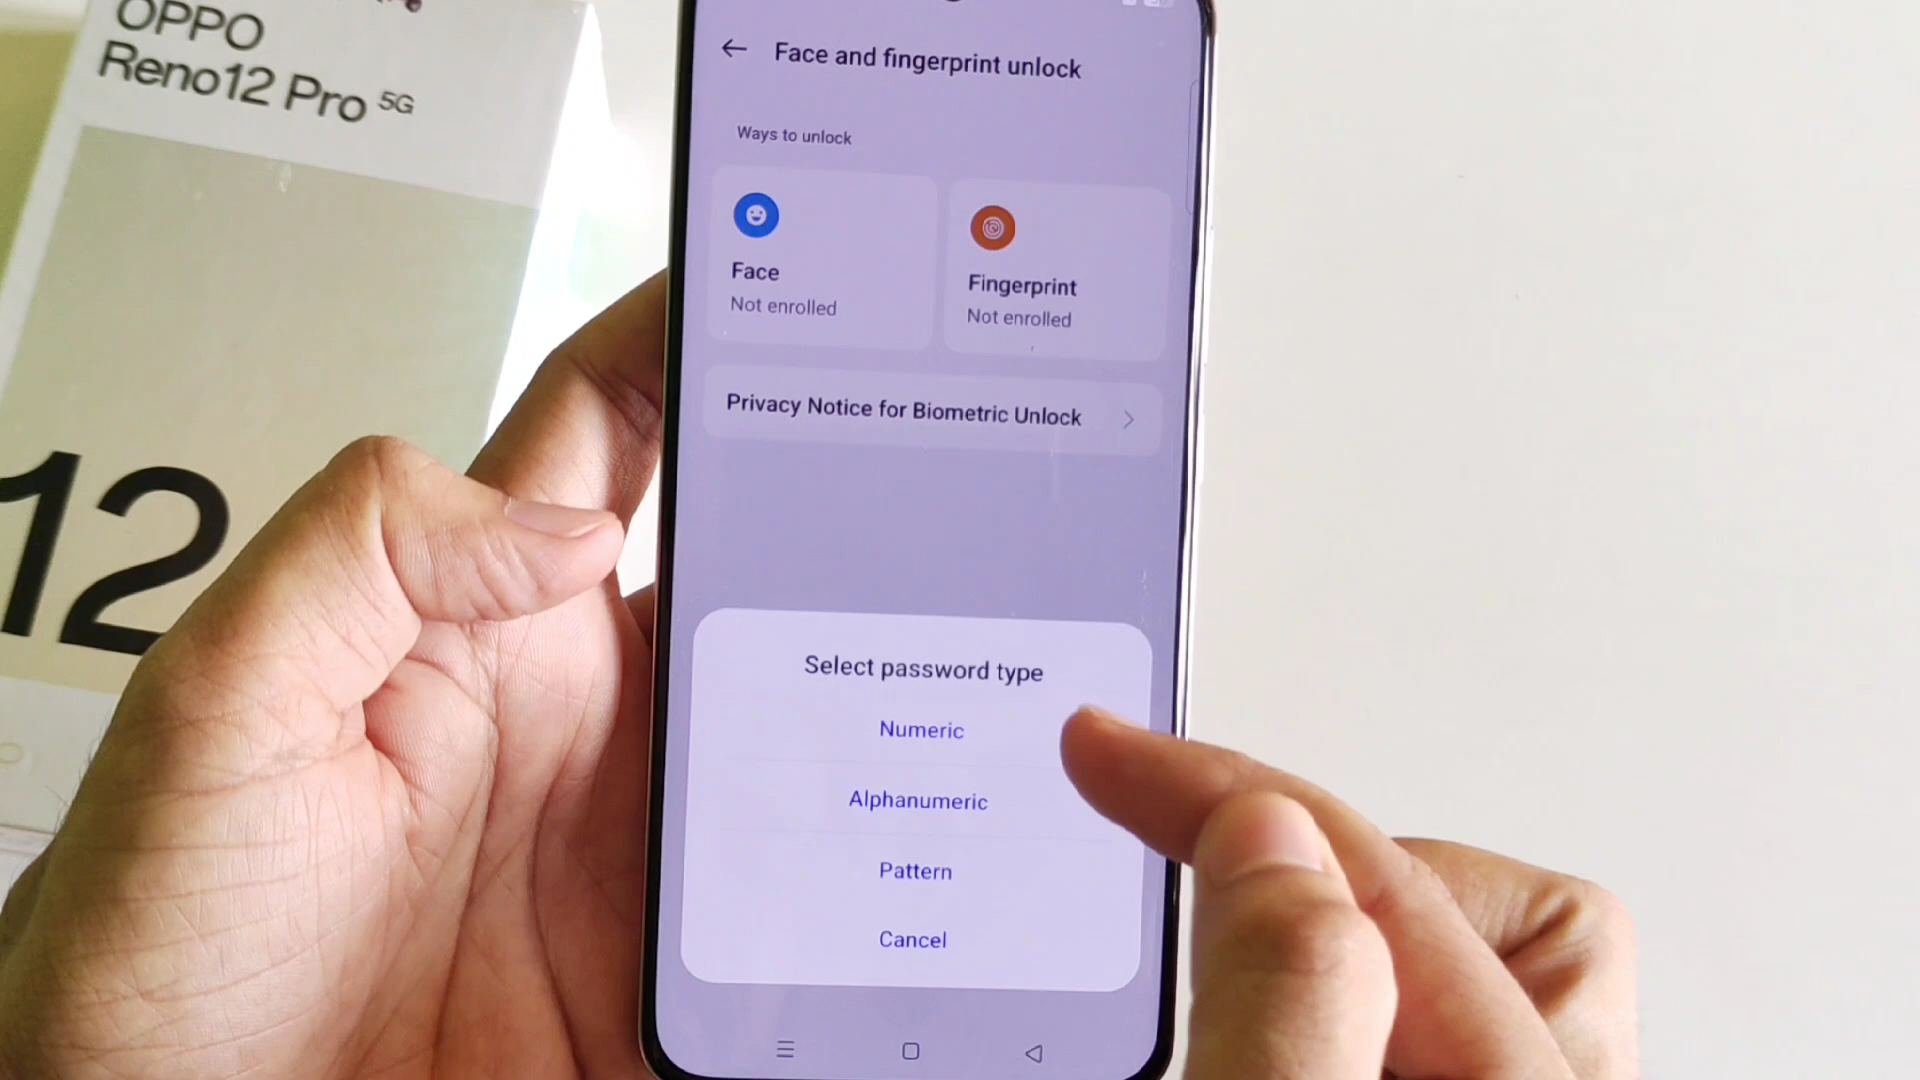 OPPO
Reno12 Pro 5G
12
Face and fingerprint unlock
Ways to unlock
Face
Not enrolled
Fingerprint
Not enrolled
Privacy Notice for Biometric Unlock
Select password type
Numeric
Alphanumeric
Pattern
Cancel